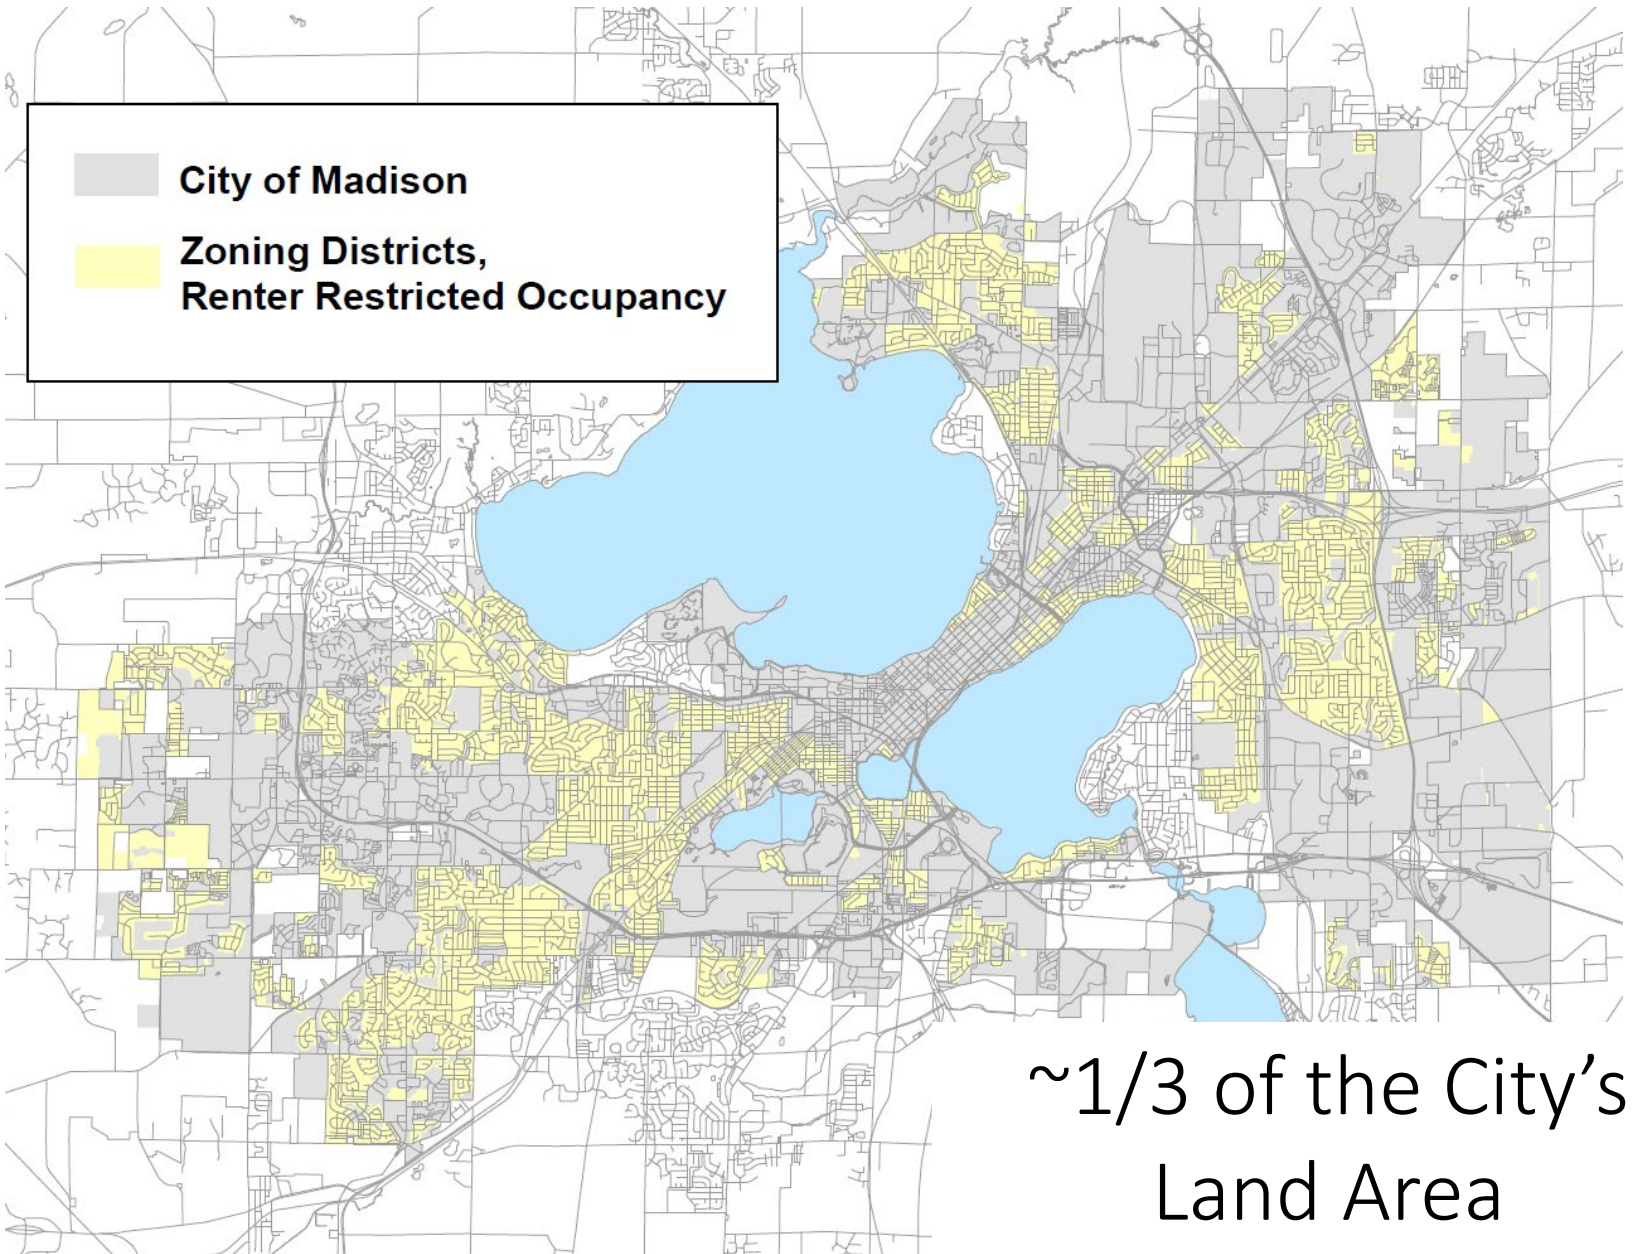 City of Madison
Zoning Districts,
Renter Restricted Occupancy
~1/3 of the City’s
Land Area